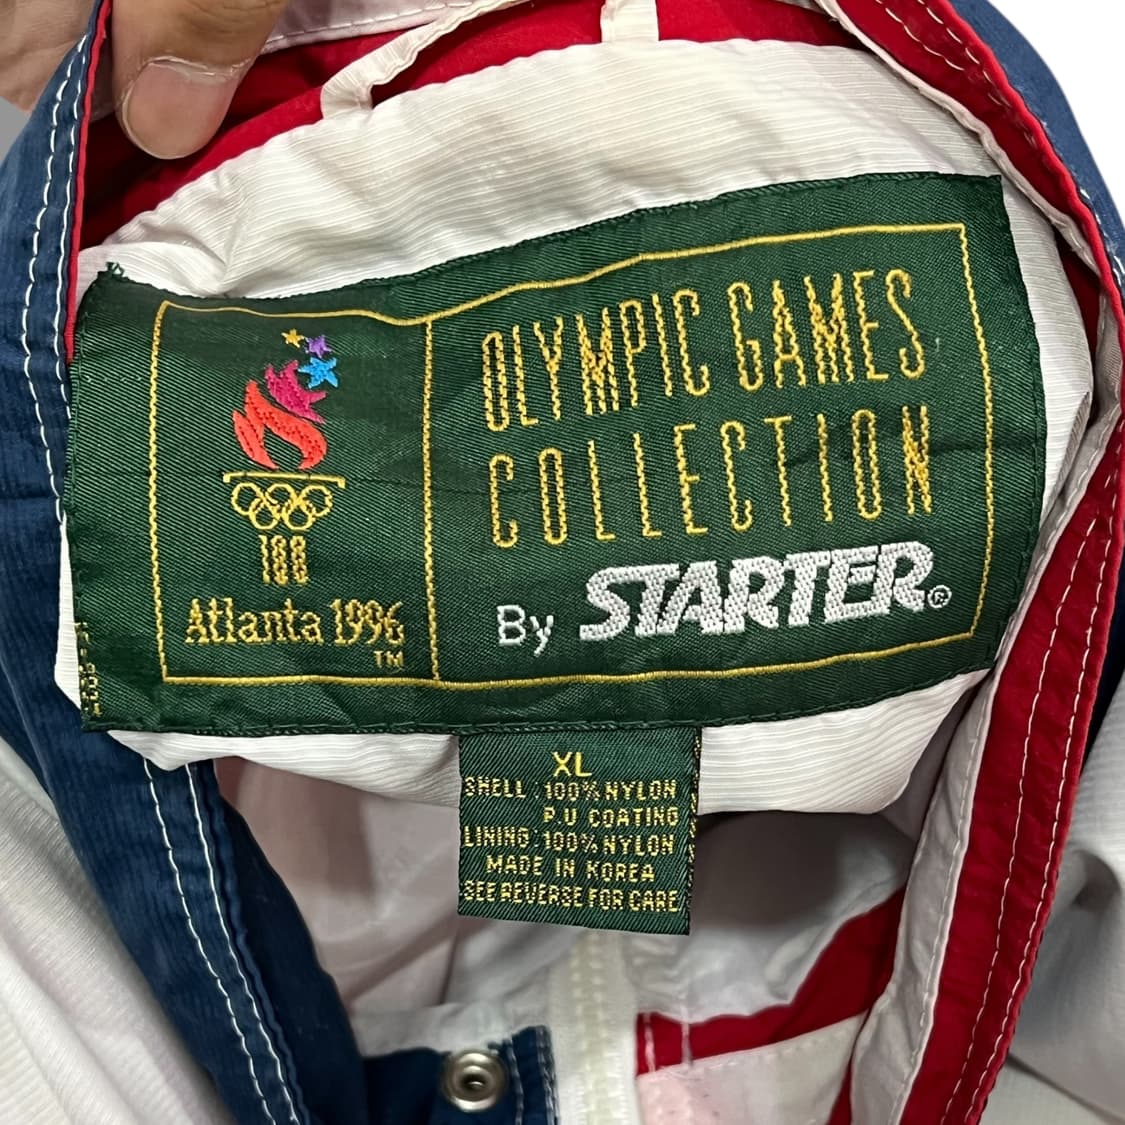 100
Atlanta 1996
TM
OLYMPIC GAMES
COLLECTION
By STARTER®
XL
SHELL : 100% NYLON
P.U COATING
LINING : 100% NYLON
MADE IN KOREA
SEE REVERSE FOR CARE